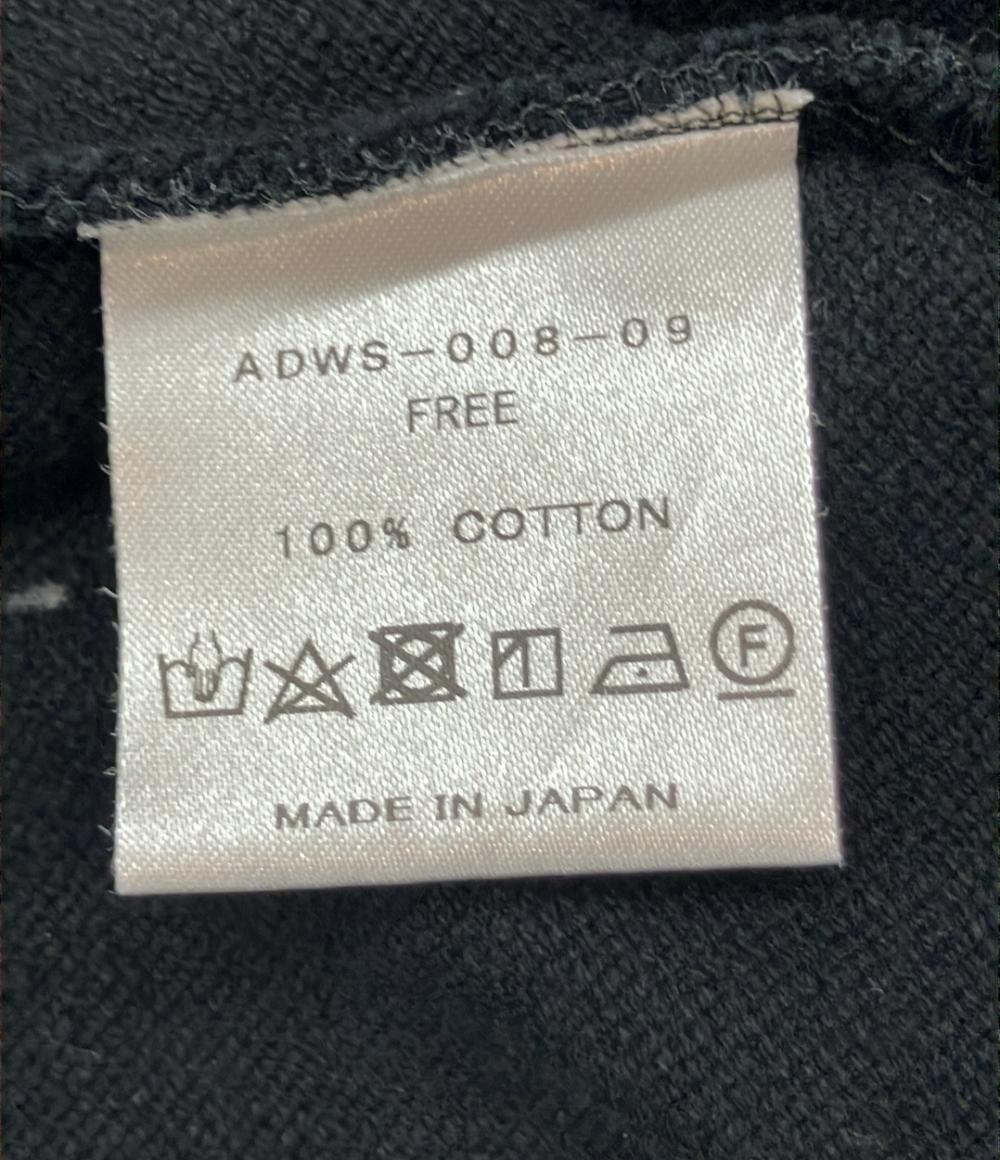 ADWS-008-09
FREE
100% COTTON
F
MADE IN JAPAN